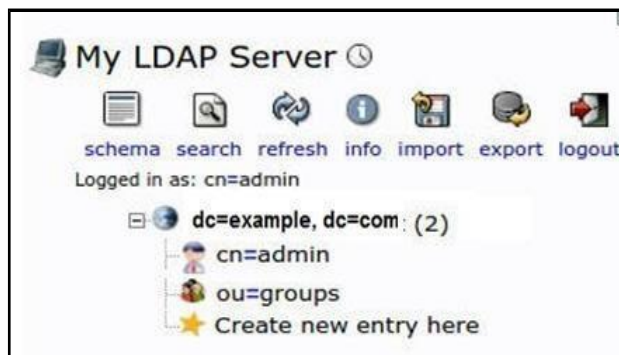 My LDAP Server
schema search refresh info import export logout
Logged in as: cn=admin
dc=example, dc=com : (2)
cn=admin
ou=groups
Create new entry here